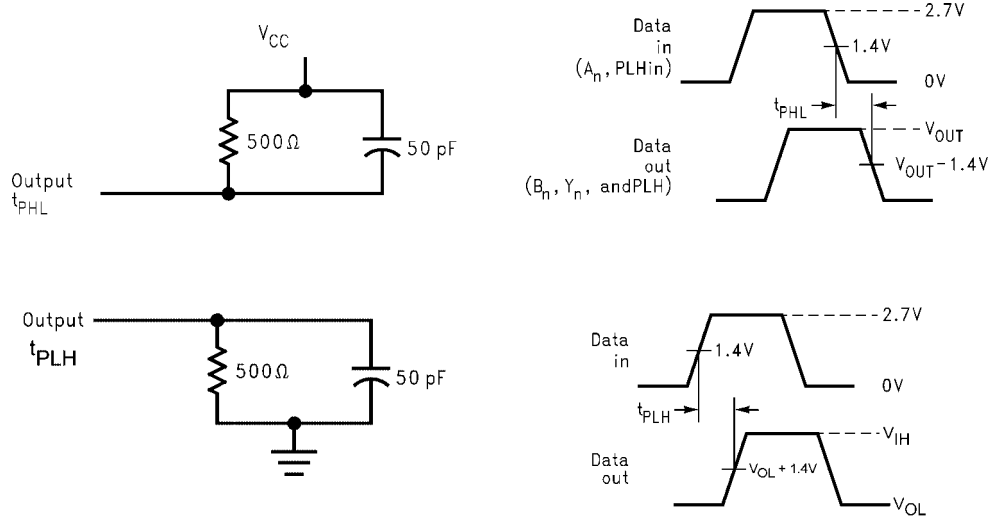 V_CC
500Ω
50 pF
Output
t_PHL
Data
in
(A_n, PLHin)
2.7V
1.4V
0V
t_PHL
Data
out
(B_n, Y_n, andPLH)
V_OUT
V_OUT-1.4V
Output
t_PLH
500Ω
50 pF
Data
in
2.7V
1.4V
0V
t_PLH
Data
out
V_IH
V_OL + 1.4V
V_OL